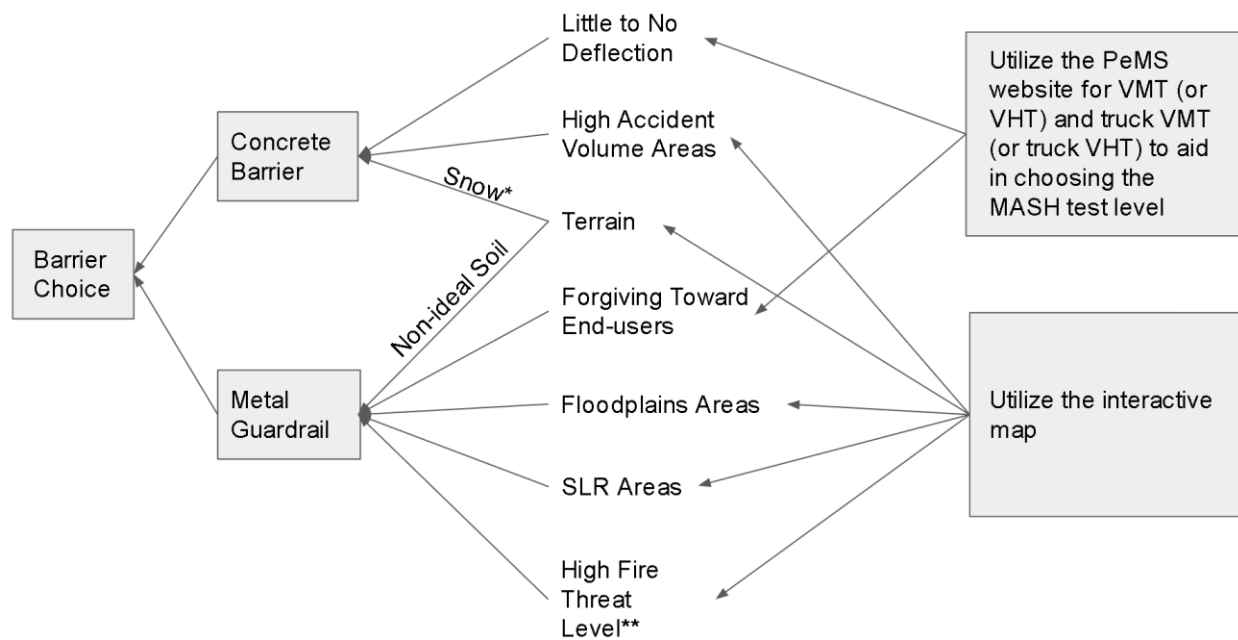 Barrier
Choice
Concrete
Barrier
Metal
Guardrail
Snow*
Non-ideal Soil
Little to No
Deflection
High Accident
Volume Areas
Terrain
Forgiving Toward
End-users
Floodplains Areas
SLR Areas
High Fire
Threat
Level**
Utilize the PeMS
website for VMT (or
VHT) and truck VMT
(or truck VHT) to aid
in choosing the
MASH test level
Utilize the interactive
map